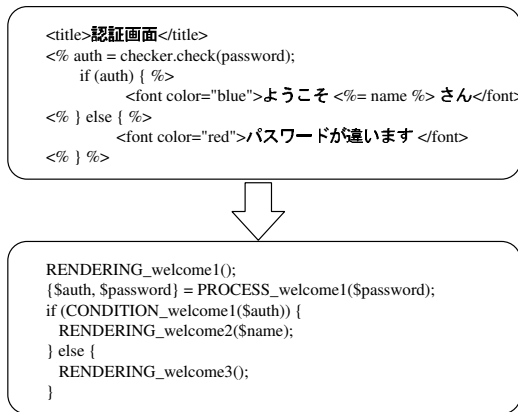 <title>認証画面</title>
<% auth = checker.check(password);
if (auth) { %>
<font color="blue">ようこそ <%= name %> さん</font>
<% } else { %>
<font color="red">パスワードが違います </font>
<% } %>
RENDERING_welcome1();
{$auth, $password} = PROCESS_welcome1($password);
if (CONDITION_welcome1($auth)) {
RENDERING_welcome2($name);
} else {
RENDERING_welcome3();
}